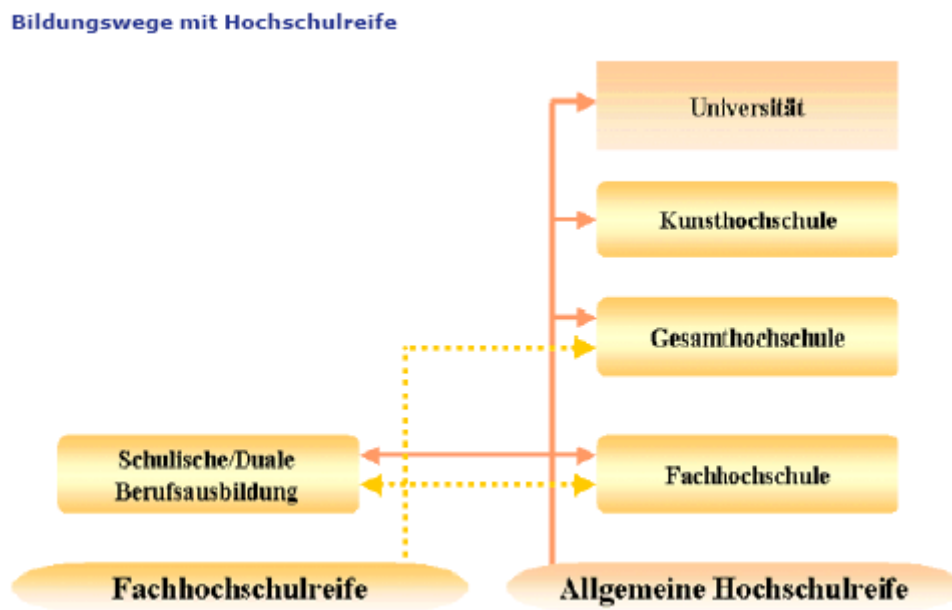 Bildungswege mit Hochschulreife
Universität
Kunsthochschule
Gesamthochschule
Schulische/Duale
Berufsausbildung
Fachhochschule
Fachhochschulreife
Allgemeine Hochschulreife